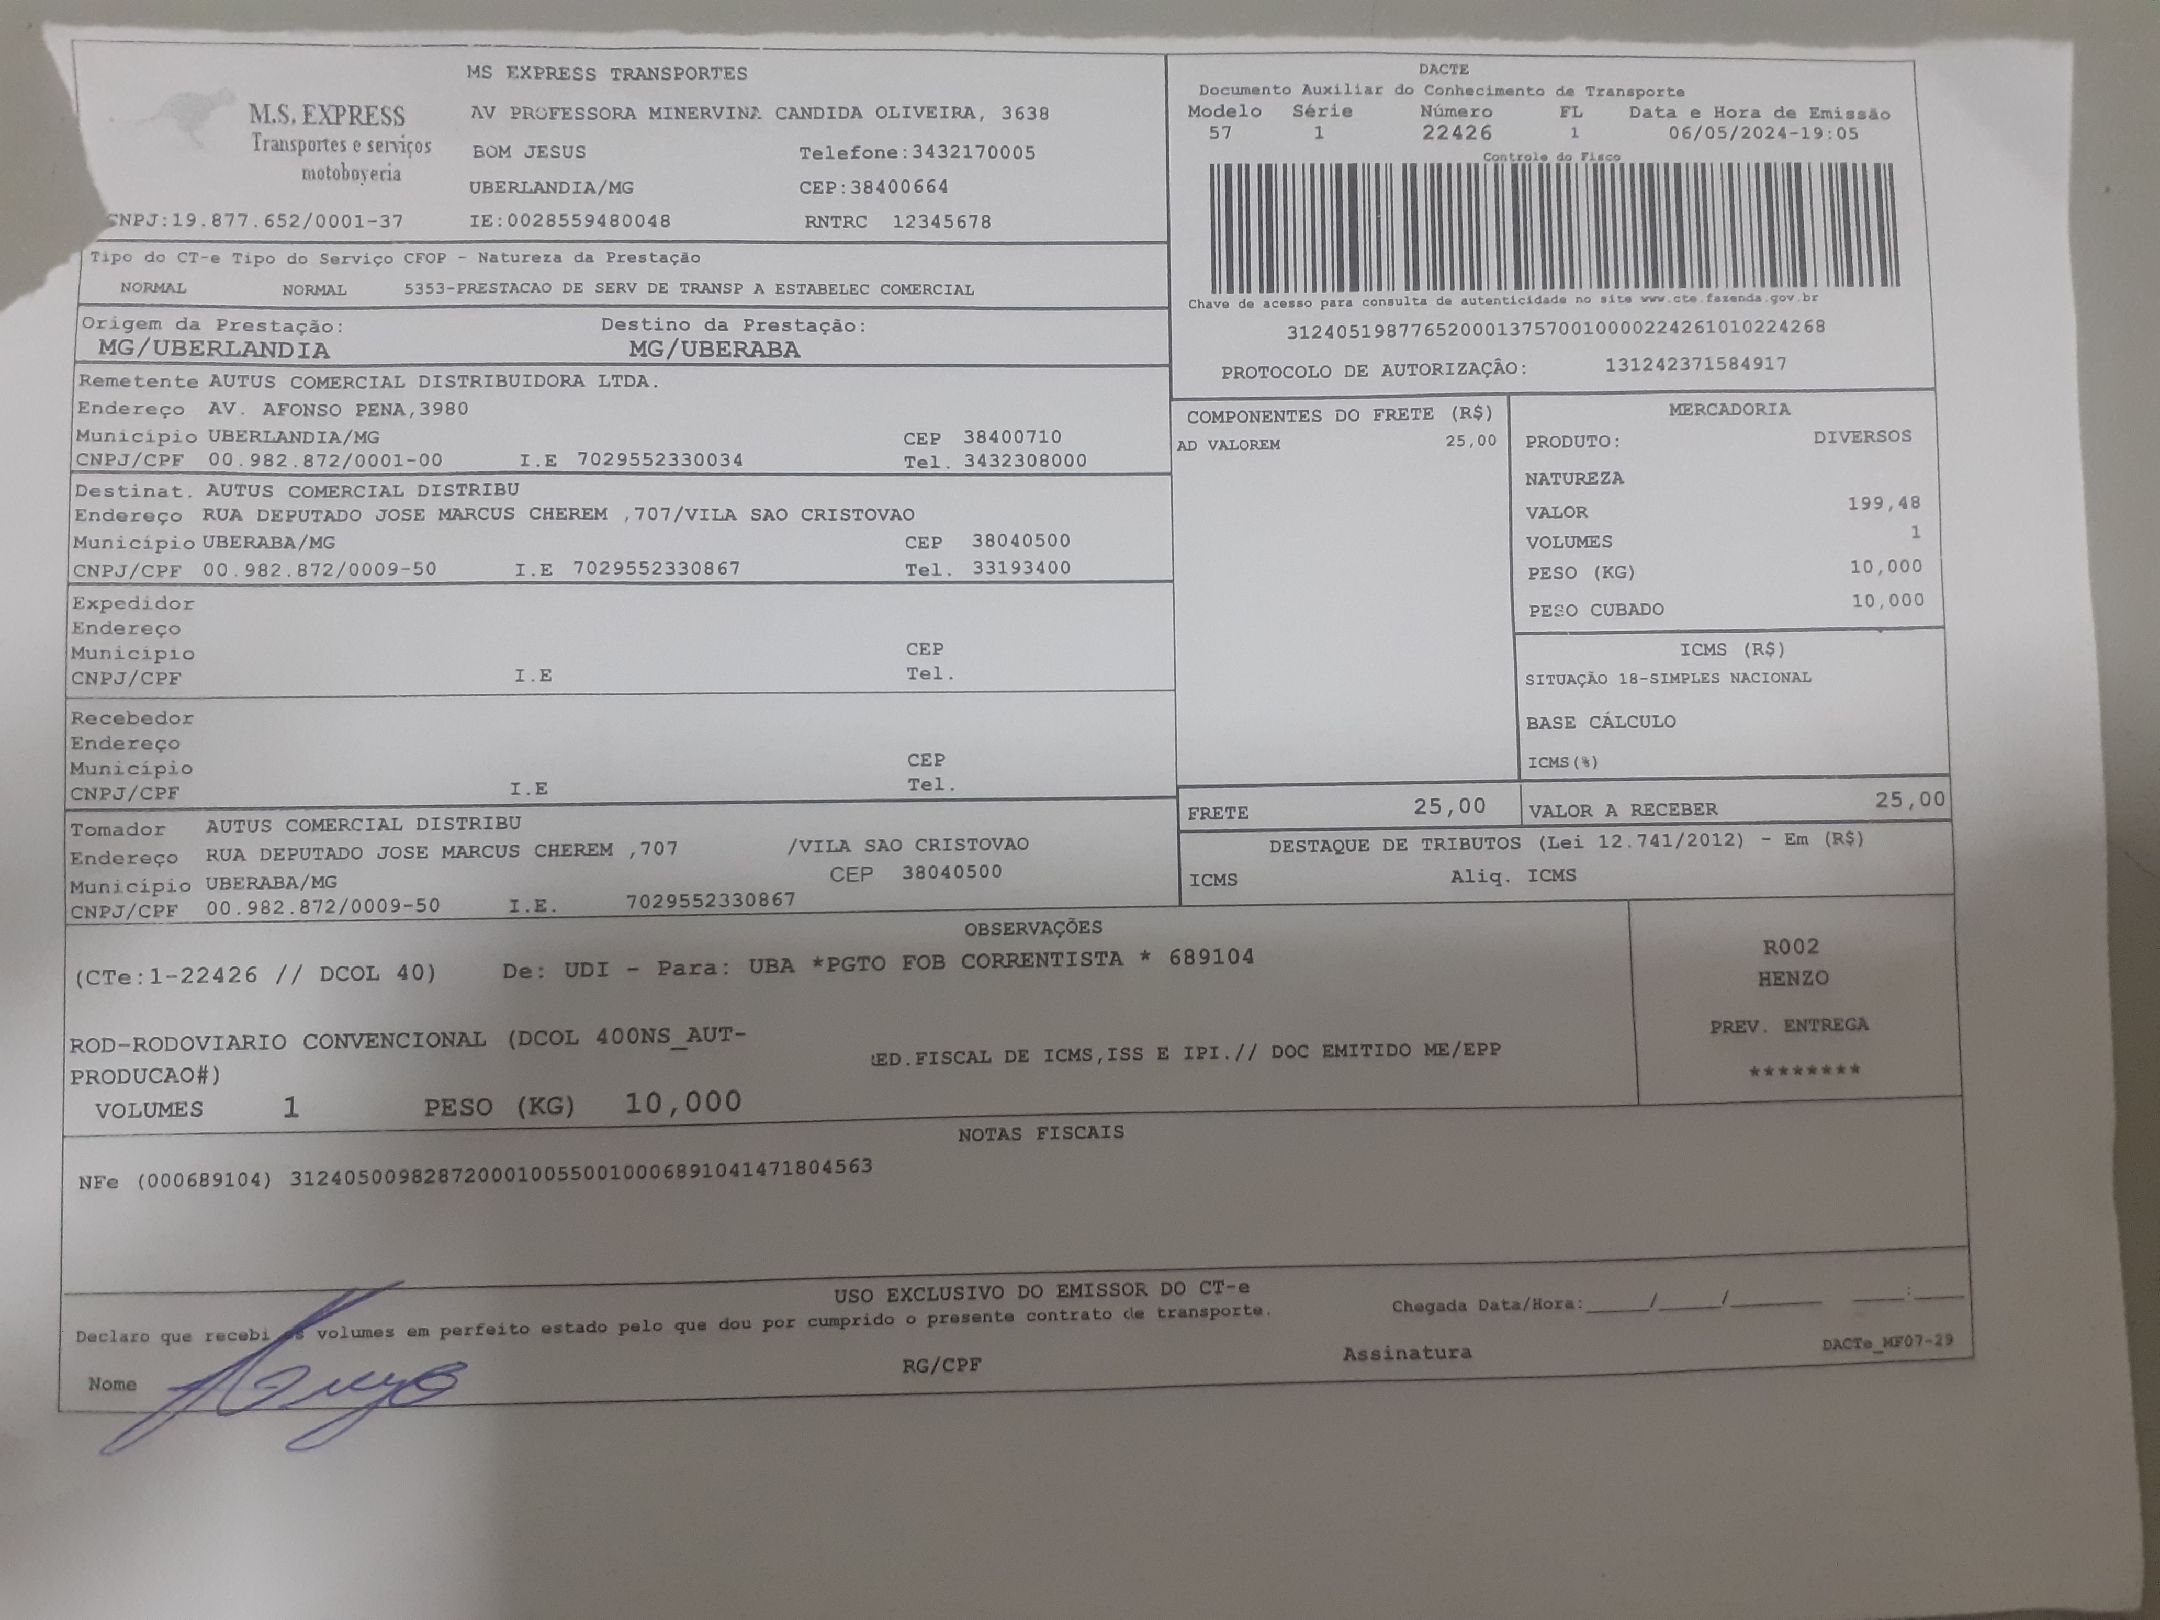 MS EXPRESS TRANSPORTES
M.S. EXPRESS
Transportes e serviços
motoboyeria
AV PROFESSORA MINERVINA CANDIDA OLIVEIRA, 3638
BOM JESUS Telefone:3432170005
UBERLANDIA/MG CEP:38400664
CNPJ:19.877.652/0001-37 IE:0028559480048 RNTRC 12345678
DACTE
Documento Auxiliar do Conhecimento de Transporte
Modelo Série Número FL Data e Hora de Emissão
57 1 22426 1 06/05/2024-19:05
Controle do Fisco
Chave de acesso para consulta de autenticidade no site www.cte.fazenda.gov.br
31240519877652000137570010000224261010224268
PROTOCOLO DE AUTORIZAÇÃO: 131242371584917
Tipo do CT-e Tipo do Serviço CFOP - Natureza da Prestação
NORMAL NORMAL 5353-PRESTACAO DE SERV DE TRANSP A ESTABELEC COMERCIAL
Origem da Prestação: Destino da Prestação:
MG/UBERLANDIA MG/UBERABA
Remetente AUTUS COMERCIAL DISTRIBUIDORA LTDA.
Endereço AV. AFONSO PENA,3980
Município UBERLANDIA/MG CEP 38400710
CNPJ/CPF 00.982.872/0001-00 I.E 7029552330034 Tel. 3432308000
Destinat. AUTUS COMERCIAL DISTRIBU
Endereço RUA DEPUTADO JOSE MARCUS CHEREM ,707/VILA SAO CRISTOVAO
Município UBERABA/MG CEP 38040500
CNPJ/CPF 00.982.872/0009-50 I.E 7029552330867 Tel. 33193400
Expedidor
Endereço
Município CEP
CNPJ/CPF I.E Tel.
Recebedor
Endereço
Município CEP
CNPJ/CPF I.E Tel.
Tomador AUTUS COMERCIAL DISTRIBU
Endereço RUA DEPUTADO JOSE MARCUS CHEREM ,707 /VILA SAO CRISTOVAO
Município UBERABA/MG CEP 38040500
CNPJ/CPF 00.982.872/0009-50 I.E. 7029552330867
COMPONENTES DO FRETE (R$)
AD VALOREM 25,00
MERCADORIA
PRODUTO: DIVERSOS
NATUREZA
VALOR 199,48
VOLUMES 1
PESO (KG) 10,000
PESO CUBADO 10,000
ICMS (R$)
SITUAÇÃO 18-SIMPLES NACIONAL
BASE CÁLCULO
ICMS(%)
FRETE 25,00 VALOR A RECEBER 25,00
DESTAQUE DE TRIBUTOS (Lei 12.741/2012) - Em (R$)
ICMS Aliq. ICMS
OBSERVAÇÕES
(CTe:1-22426 // DCOL 40) De: UDI - Para: UBA *PGTO FOB CORRENTISTA * 689104
ROD-RODOVIARIO CONVENCIONAL (DCOL 400NS_AUT-
PRODUCAO#)
ED.FISCAL DE ICMS,ISS E IPI.// DOC EMITIDO ME/EPP
VOLUMES 1 PESO (KG) 10,000
R002
HENZO
PREV. ENTREGA
********
NOTAS FISCAIS
NFe (000689104) 31240500982872000100550010006891041471804563
USO EXCLUSIVO DO EMISSOR DO CT-e
Declaro que recebi os volumes em perfeito estado pelo que dou por cumprido o presente contrato de transporte.
Chegada Data/Hora:_____/_____/________ _____:_____
Nome RG/CPF Assinatura
DACTe_MF07-29